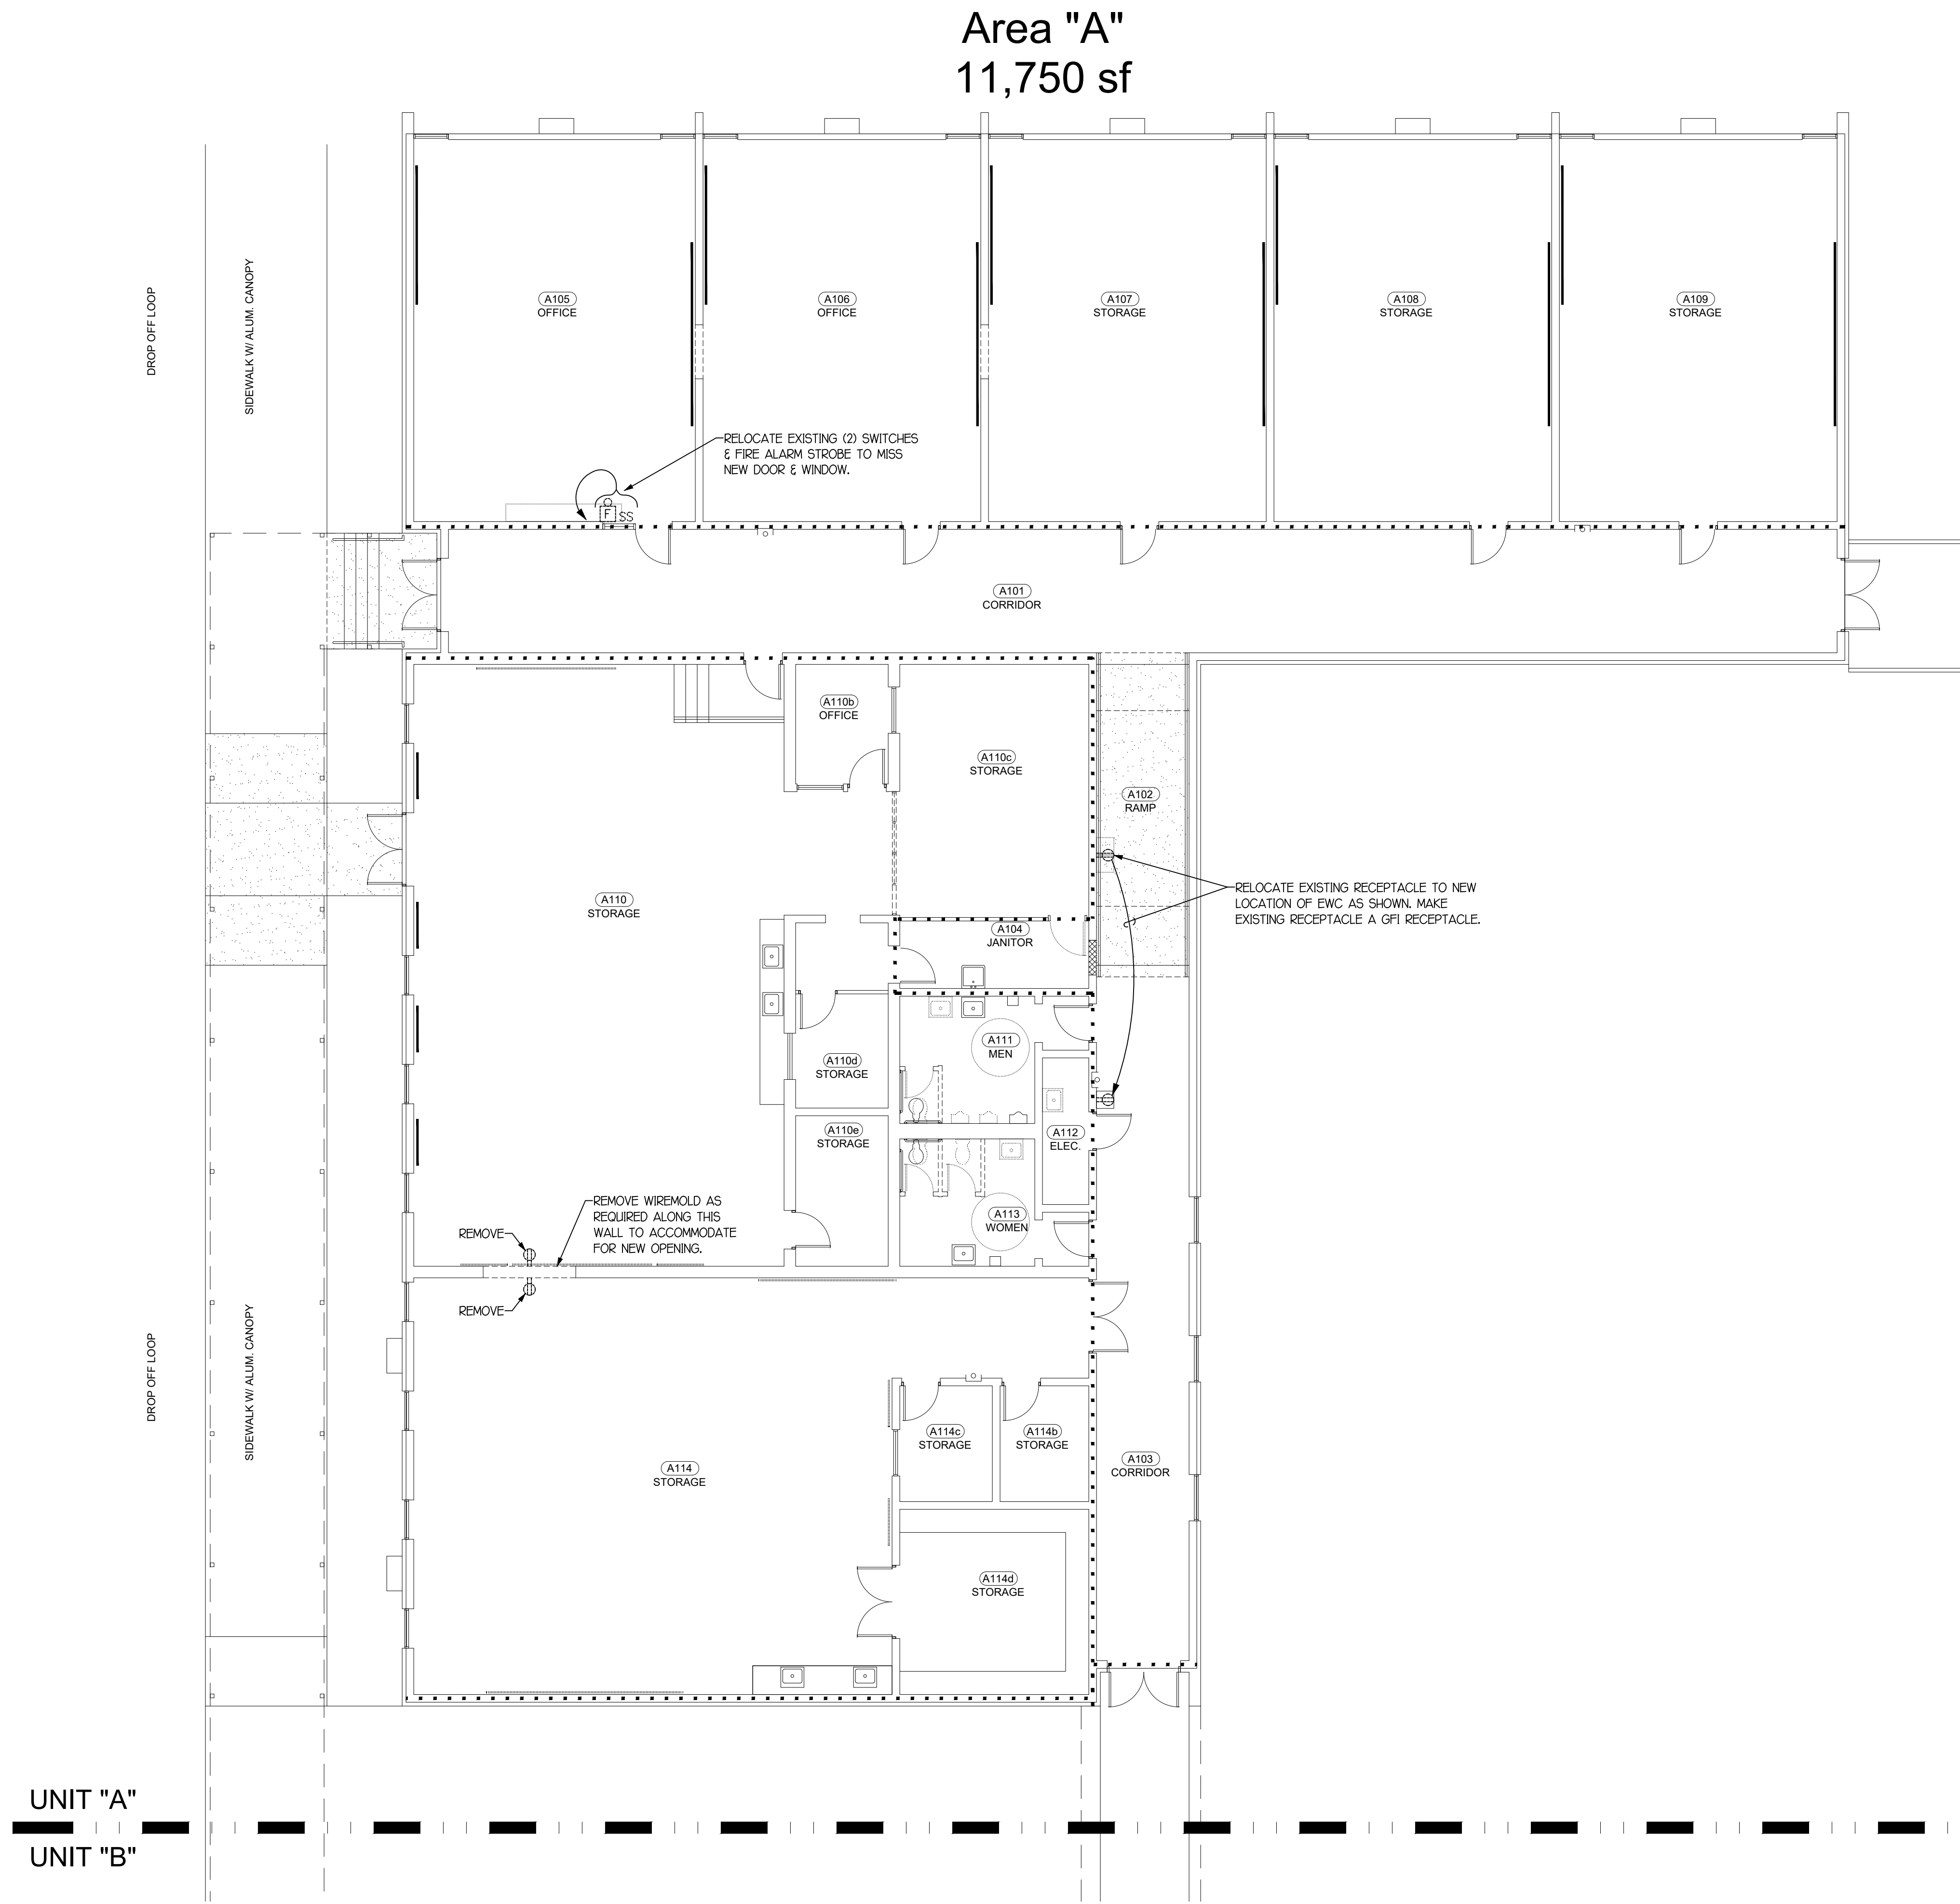 Area "A"
11,750 sf
DROP OFF LOOP
SIDEWALK W/ ALUM. CANOPY
A105
OFFICE
A106
OFFICE
A107
STORAGE
A108
STORAGE
A109
STORAGE
RELOCATE EXISTING (2) SWITCHES
& FIRE ALARM STROBE TO MISS
NEW DOOR & WINDOW.
F SS
A101
CORRIDOR
A110b
OFFICE
A110c
STORAGE
A102
RAMP
A110
STORAGE
RELOCATE EXISTING RECEPTACLE TO NEW
LOCATION OF EWC AS SHOWN. MAKE
EXISTING RECEPTACLE A GFI RECEPTACLE.
A104
JANITOR
A111
MEN
A110d
STORAGE
A110e
STORAGE
A112
ELEC.
A113
WOMEN
REMOVE WIREMOLD AS
REQUIRED ALONG THIS
WALL TO ACCOMMODATE
FOR NEW OPENING.
REMOVE
REMOVE
DROP OFF LOOP
SIDEWALK W/ ALUM. CANOPY
A114c
STORAGE
A114b
STORAGE
A103
CORRIDOR
A114
STORAGE
A114d
STORAGE
UNIT "A"
UNIT "B"